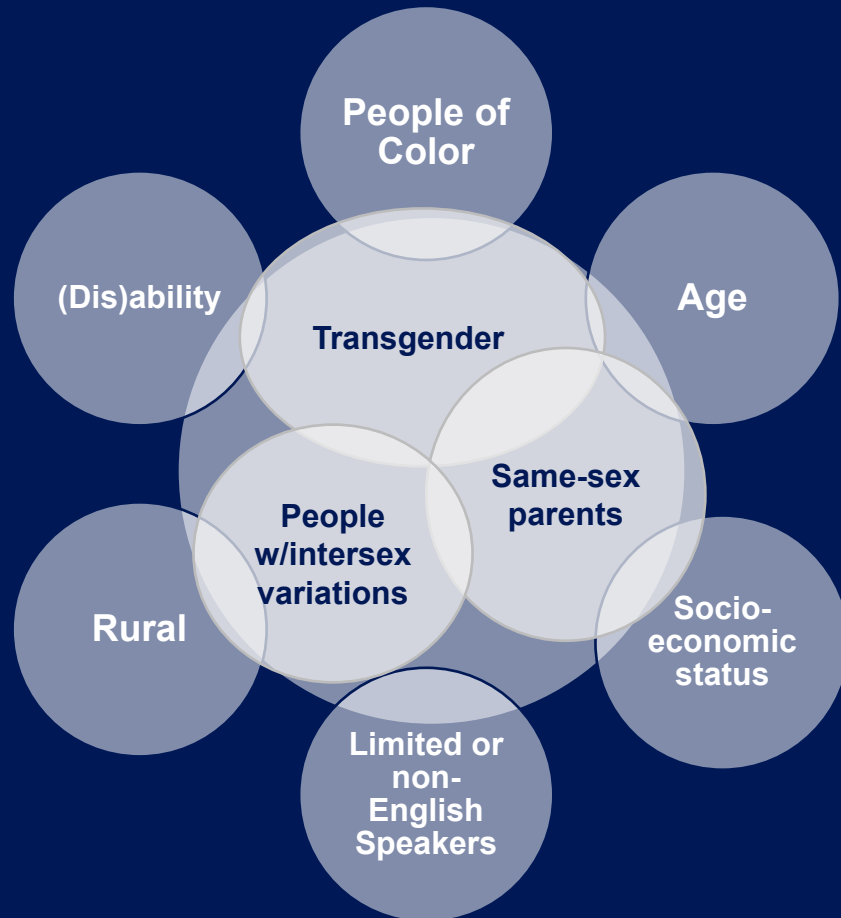 People of
Color
(Dis)ability
Age
Transgender
Same-sex
parents
People
w/intersex
variations
Rural
Socio-
economic
status
Limited or
non-
English
Speakers